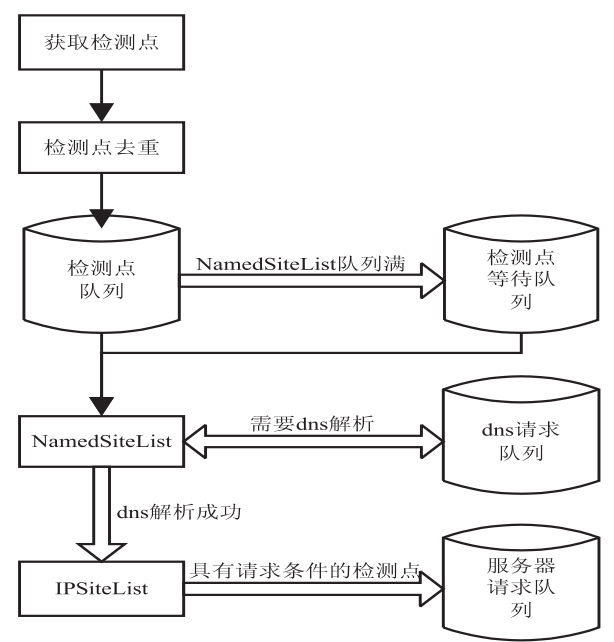 获取检测点
检测点去重
检测点
队列
NamedSiteList队列满
检测点
等待队
列
NamedSiteList
需要dns解析
dns请求
队列
dns解析成功
IPSiteList
具有请求条件的检测点
服务器
请求队
列